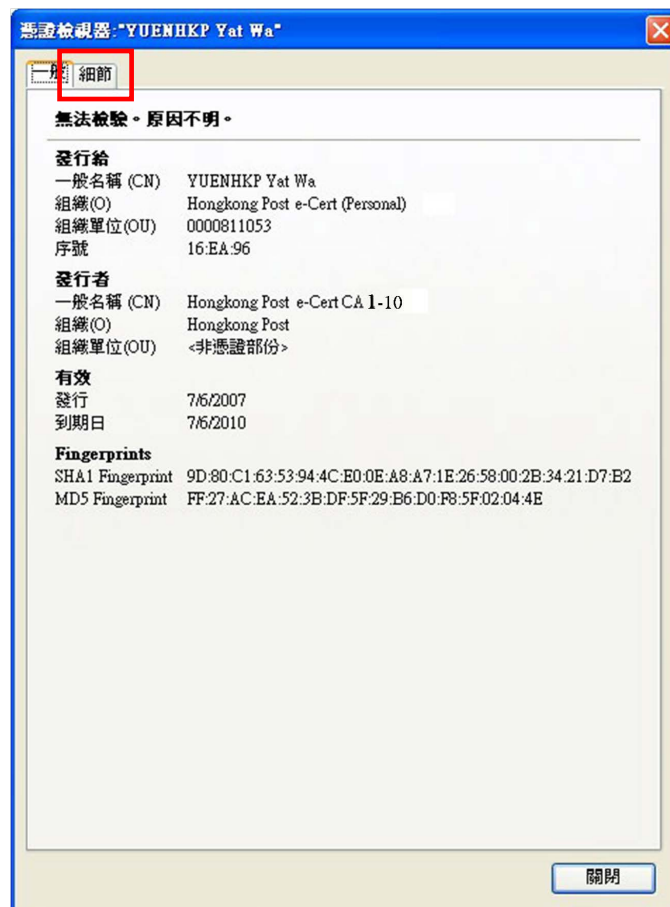 憑證檢視器:"YUENHKP Yat Wa"
一般 細節
無法檢驗。原因不明。
發行給
一般名稱 (CN) YUENHKP Yat Wa
組織(O) Hongkong Post e-Cert (Personal)
組織單位(OU) 0000811053
序號 16:EA:96
發行者
一般名稱 (CN) Hongkong Post e-Cert CA 1-10
組織(O) Hongkong Post
組織單位(OU) <非憑證部份>
有效
發行 7/6/2007
到期日 7/6/2010
Fingerprints
SHA1 Fingerprint 9D:80:C1:63:53:94:4C:E0:0E:A8:A7:1E:26:58:00:2B:34:21:D7:B2
MD5 Fingerprint FF:27:AC:EA:52:3B:DF:5F:29:B6:D0:F8:5F:02:04:4E
關閉